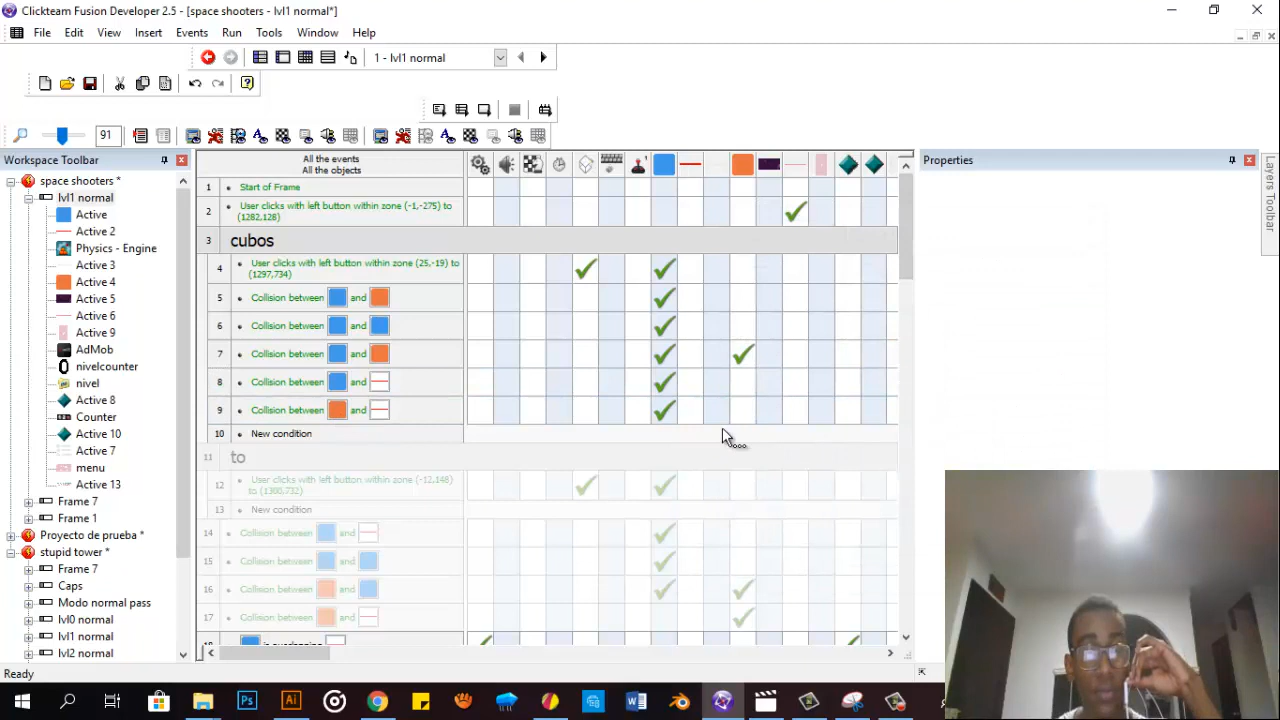 Clickteam Fusion Developer 2.5 - [space shooters - lvl1 normal*]
File Edit View Insert Events Run Tools Window Help
1 - lvl1 normal
91
Workspace Toolbar
space shooters *
lvl1 normal
Active
Active 2
Physics - Engine
Active 3
Active 4
Active 5
Active 6
Active 9
AdMob
nivelcounter
nivel
Active 8
Counter
Active 10
Active 7
menu
Active 13
Frame 7
Frame 1
Proyecto de prueba *
stupid tower *
Frame 7
Caps
Modo normal pass
lvl0 normal
lvl1 normal
lvl2 normal
All the events
All the objects
1 • Start of Frame
2 • User clicks with left button within zone (-1,-275) to
(1282,128)
3 cubos
4 • User clicks with left button within zone (25,-19) to
(1297,734)
5 • Collision between and
6 • Collision between and
7 • Collision between and
8 • Collision between and
9 • Collision between and
10 • New condition
11 to
12 • User clicks with left button within zone (-12,148)
to (1300,732)
13 • New condition
14 • Collision between and
15 • Collision between and
16 • Collision between and
17 • Collision between and
is overlapping
Properties
Layers Toolbar
Ready
Ps
Ai